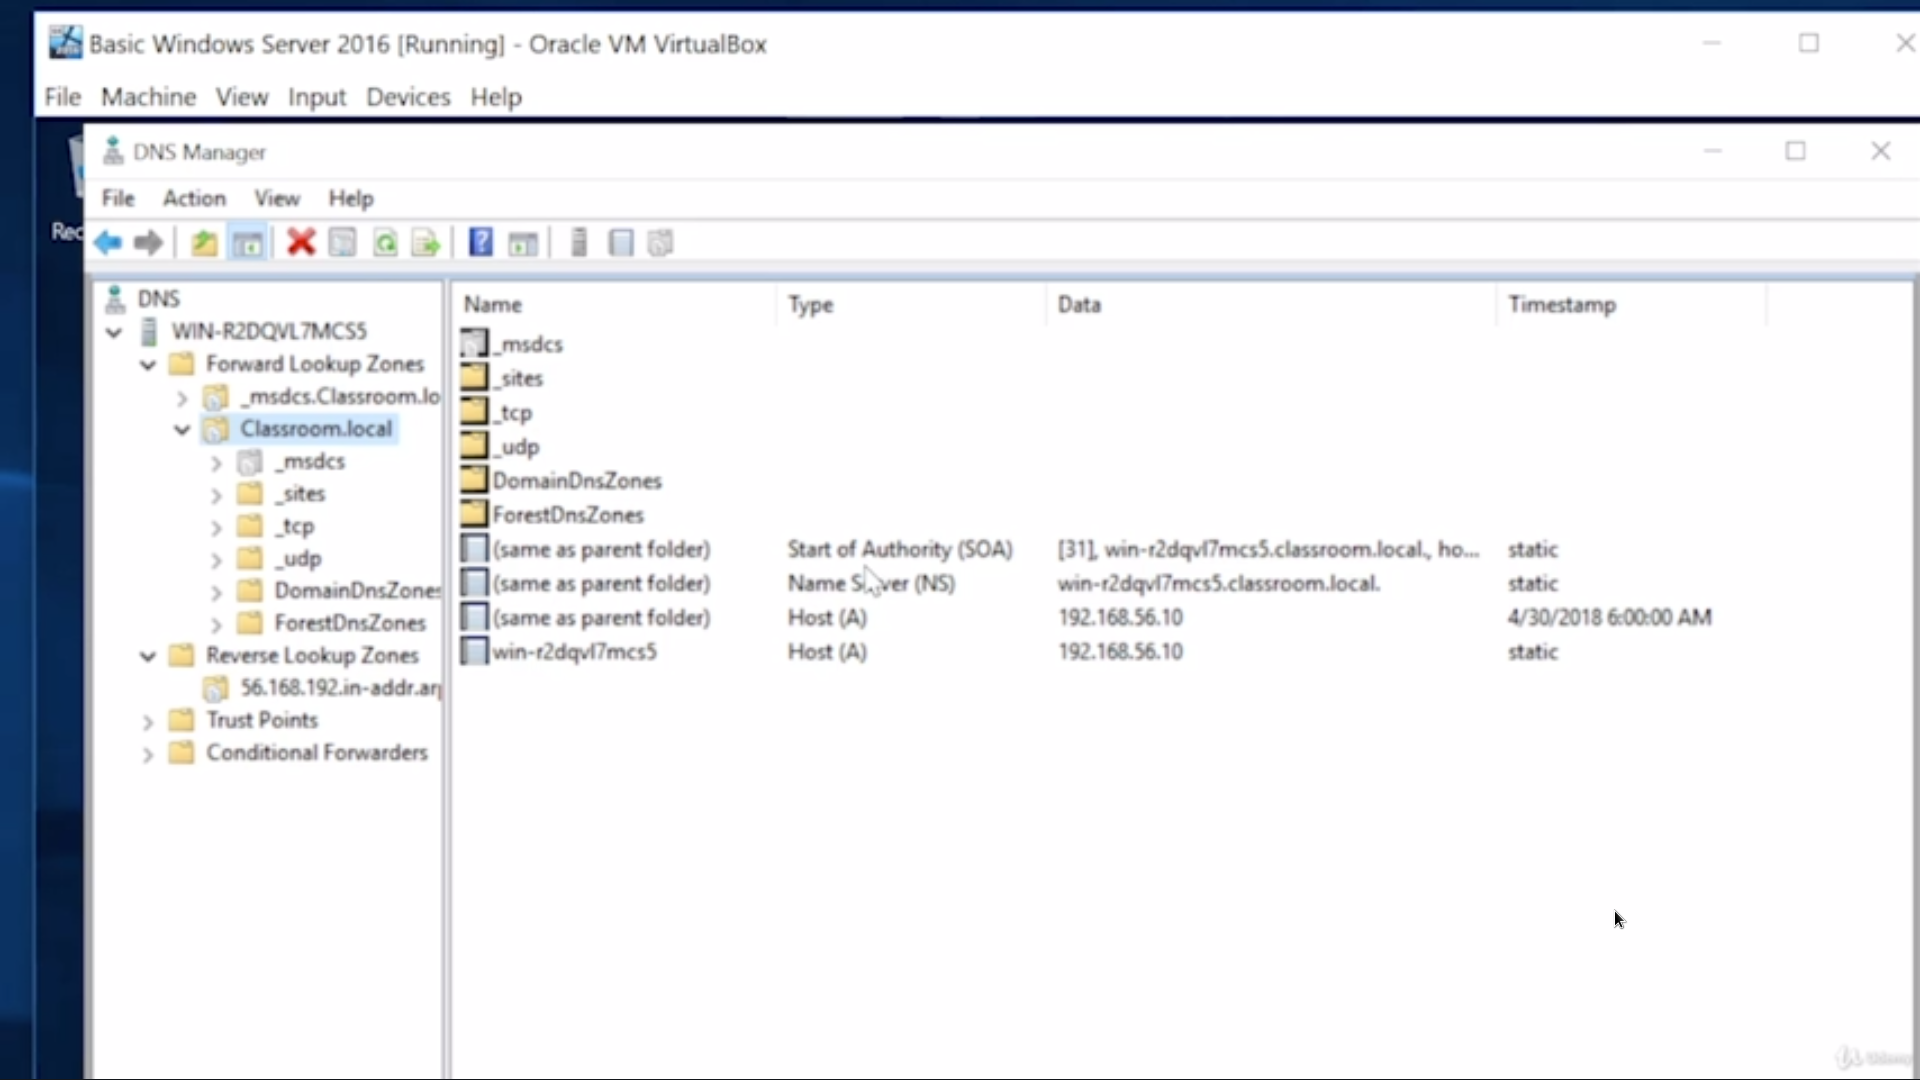 Basic Windows Server 2016 [Running] - Oracle VM VirtualBox
File Machine View Input Devices Help
DNS Manager
File Action View Help
Rec
DNS
WIN-R2DQVL7MCS5
Forward Lookup Zones
_msdcs.Classroom.lo
Classroom.local
_msdcs
_sites
_tcp
_udp
DomainDnsZones
ForestDnsZones
Reverse Lookup Zones
56.168.192.in-addr.arp
Trust Points
Conditional Forwarders
Name Type Data Timestamp
_msdcs
_sites
_tcp
_udp
DomainDnsZones
ForestDnsZones
(same as parent folder) Start of Authority (SOA) [31], win-r2dqvl7mcs5.classroom.local., ho... static
(same as parent folder) Name Server (NS) win-r2dqvl7mcs5.classroom.local. static
(same as parent folder) Host (A) 192.168.56.10 4/30/2018 6:00:00 AM
win-r2dqvl7mcs5 Host (A) 192.168.56.10 static
Udemy